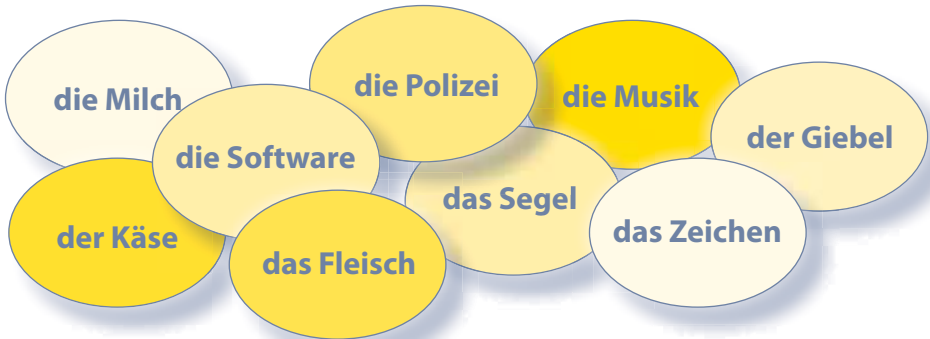 die Milch
die Software
die Polizei
die Musik
der Giebel
der Käse
das Fleisch
das Segel
das Zeichen